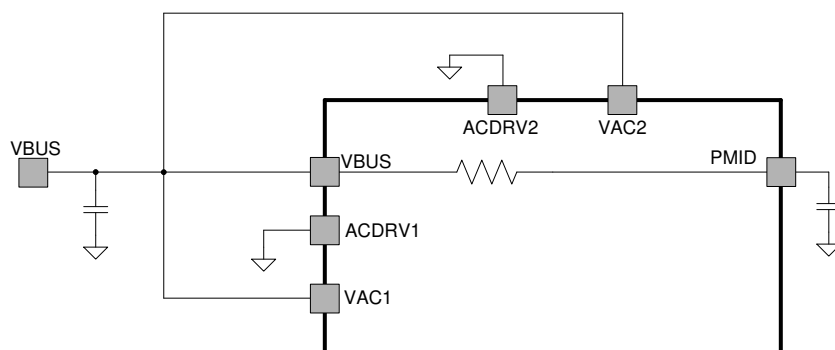 ACDRV2
VAC2
VBUS
VBUS
PMID
ACDRV1
VAC1